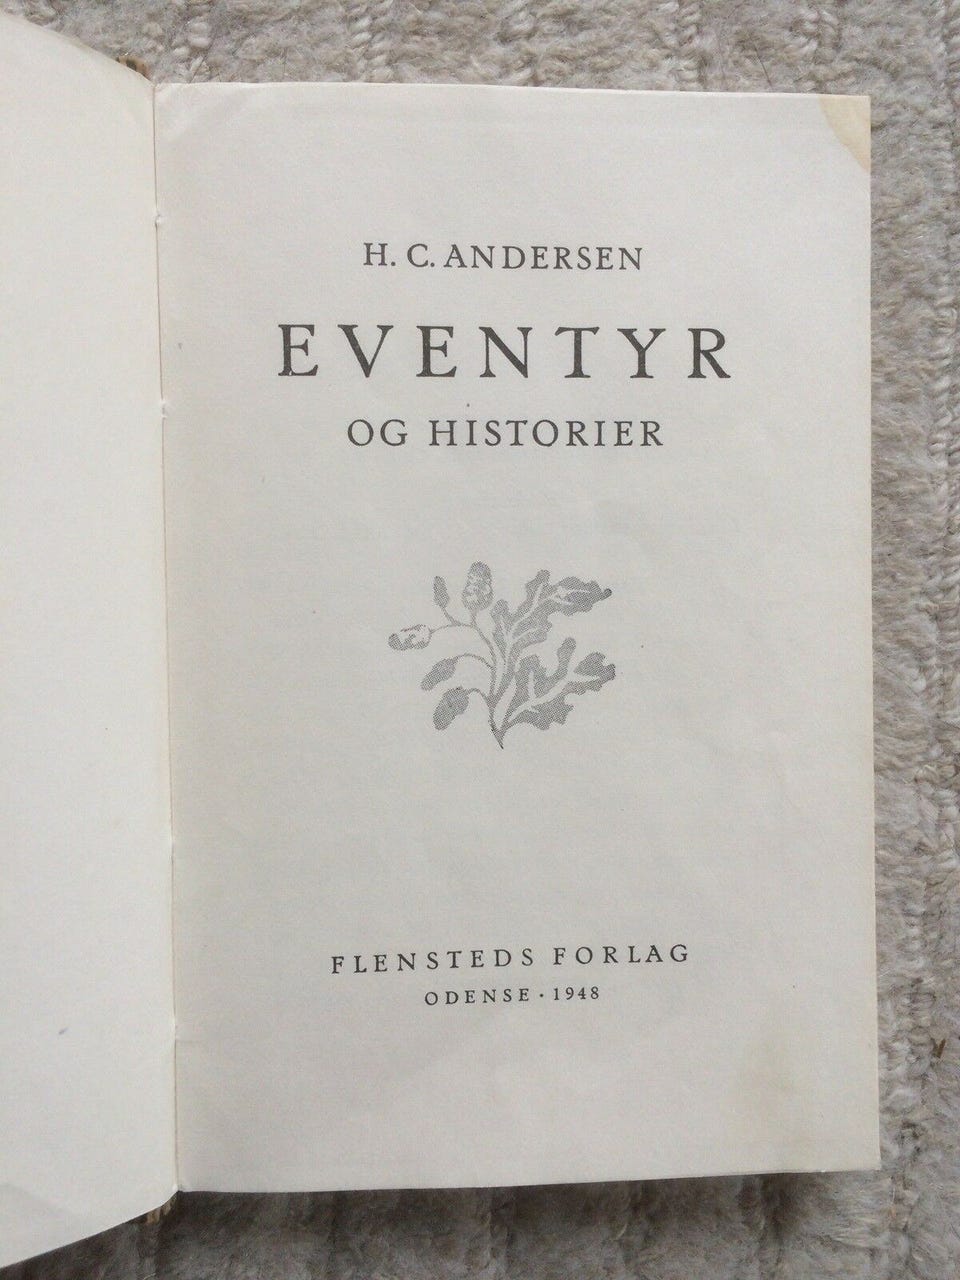 H. C. ANDERSEN
EVENTYR
OG HISTORIER
FLENSTEDS FORLAG
ODENSE · 1948